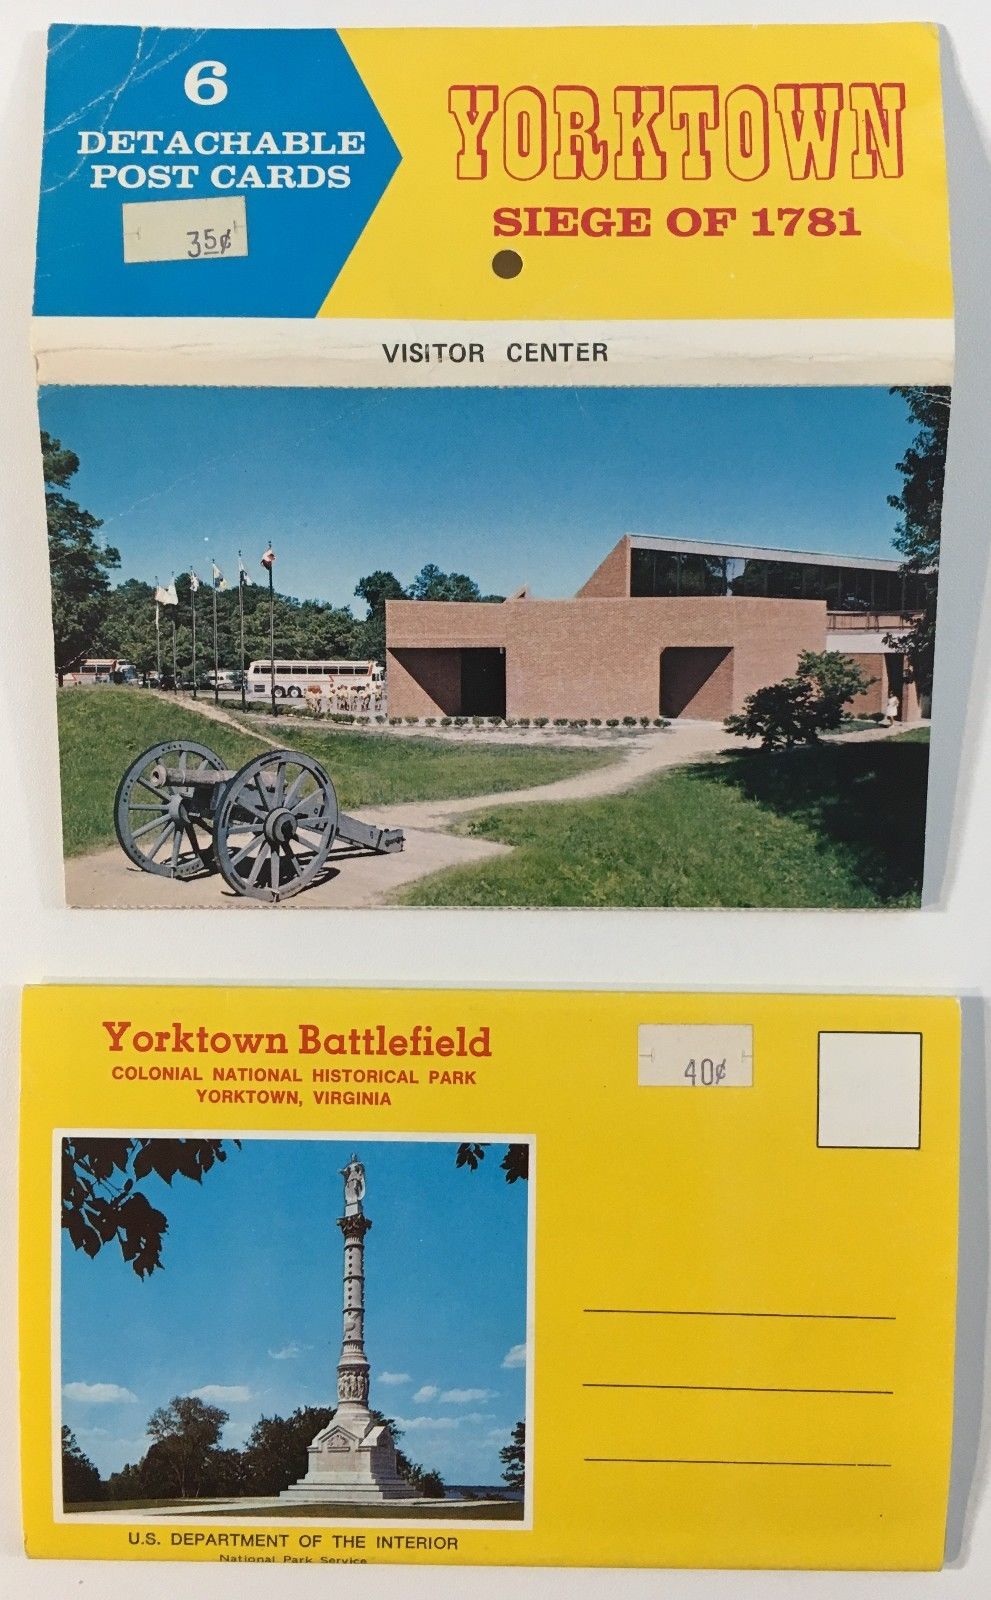 6
DETACHABLE
POST CARDS
35¢
YORKTOWN
SIEGE OF 1781
VISITOR CENTER
Yorktown Battlefield
COLONIAL NATIONAL HISTORICAL PARK
YORKTOWN, VIRGINIA
40¢
U.S. DEPARTMENT OF THE INTERIOR
National Park Service